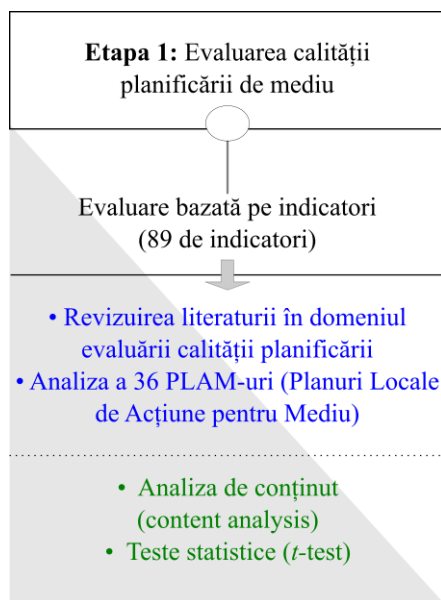 Etapa 1: Evaluarea calității
planificării de mediu
Evaluare bazată pe indicatori
(89 de indicatori)
• Revizuirea literaturii în domeniul
evaluării calității planificării
• Analiza a 36 PLAM-uri (Planuri Locale
de Acțiune pentru Mediu)
• Analiza de conținut
(content analysis)
• Teste statistice (t-test)